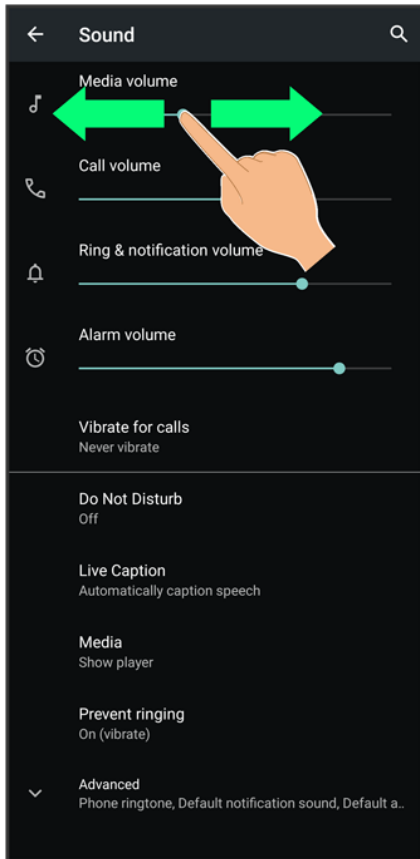 Sound
Media volume
Call volume
Ring & notification volume
Alarm volume
Vibrate for calls
Never vibrate
Do Not Disturb
Off
Live Caption
Automatically caption speech
Media
Show player
Prevent ringing
On (vibrate)
Advanced
Phone ringtone, Default notification sound, Default a..